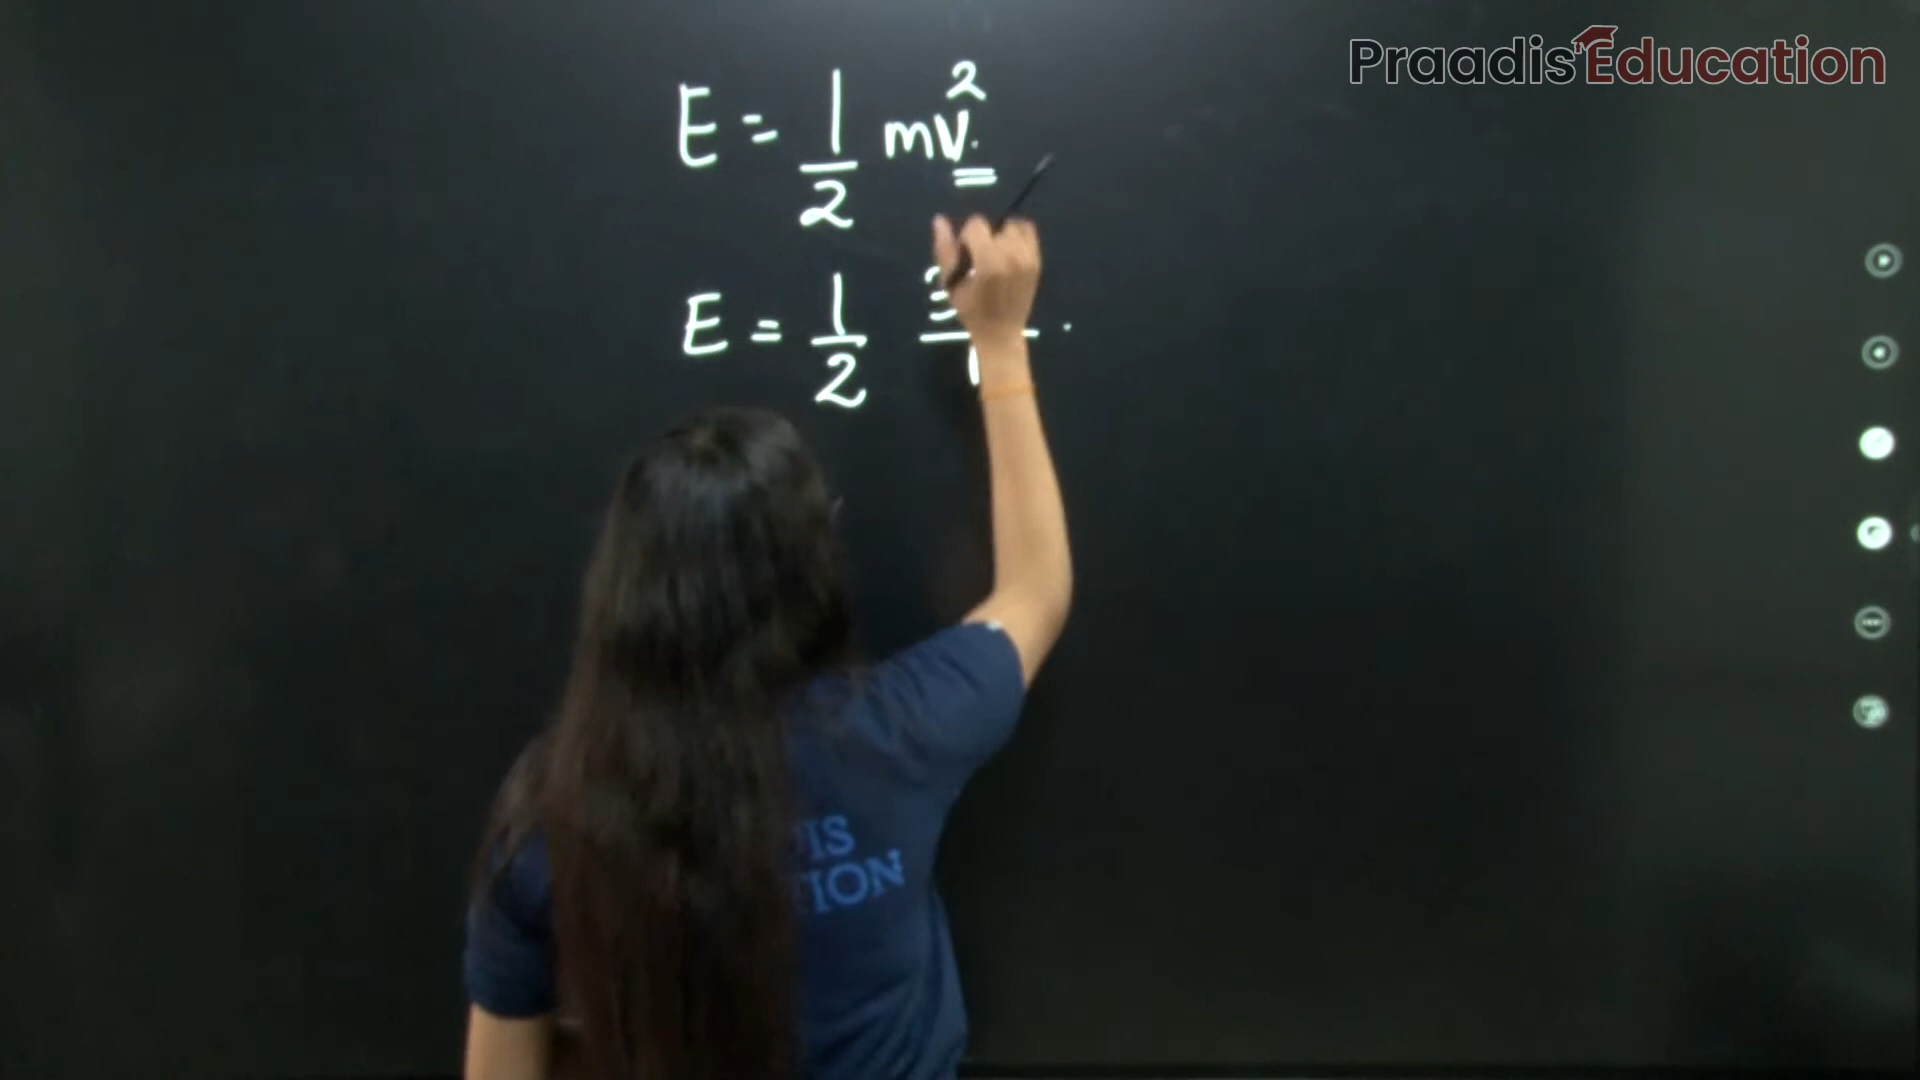 Praadis Education
E = 1/2 mv²
E = 1/2